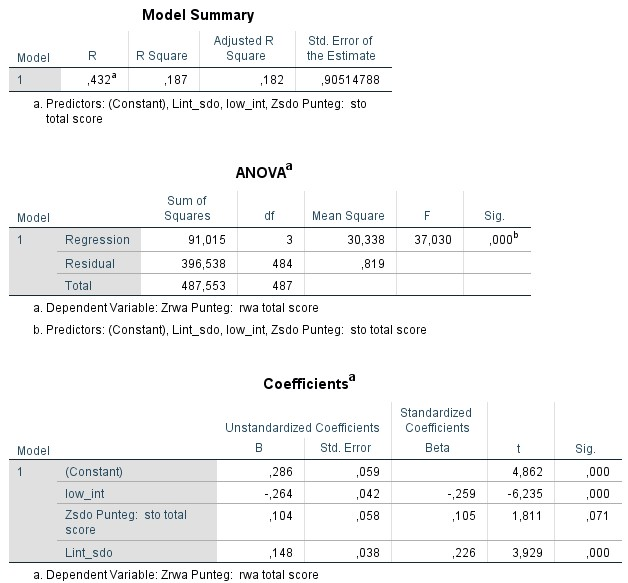 Model Summary
Model R R Square Adjusted R Square Std. Error of the Estimate
1 ,432a ,187 ,182 ,90514788
a. Predictors: (Constant), Lint_sdo, low_int, Zsdo Punteg: sto
total score
ANOVAa
Model Sum of Squares df Mean Square F Sig.
1 Regression 91,015 3 30,338 37,030 ,000b
Residual 396,538 484 ,819
Total 487,553 487
a. Dependent Variable: Zrwa Punteg: rwa total score
b. Predictors: (Constant), Lint_sdo, low_int, Zsdo Punteg: sto total score
Coefficientsa
Unstandardized Coefficients Standardized Coefficients
Model B Std. Error Beta t Sig.
1 (Constant) ,286 ,059 4,862 ,000
low_int -,264 ,042 -,259 -6,235 ,000
Zsdo Punteg: sto total score ,104 ,058 ,105 1,811 ,071
Lint_sdo ,148 ,038 ,226 3,929 ,000
a. Dependent Variable: Zrwa Punteg: rwa total score